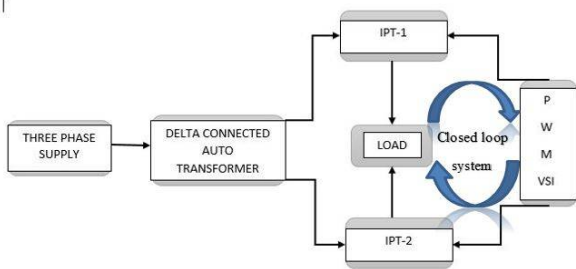 IPT-1
THREE PHASE
SUPPLY
DELTA CONNECTED
AUTO
TRANSFORMER
LOAD
Closed loop
system
P
W
M
VSI
IPT-2